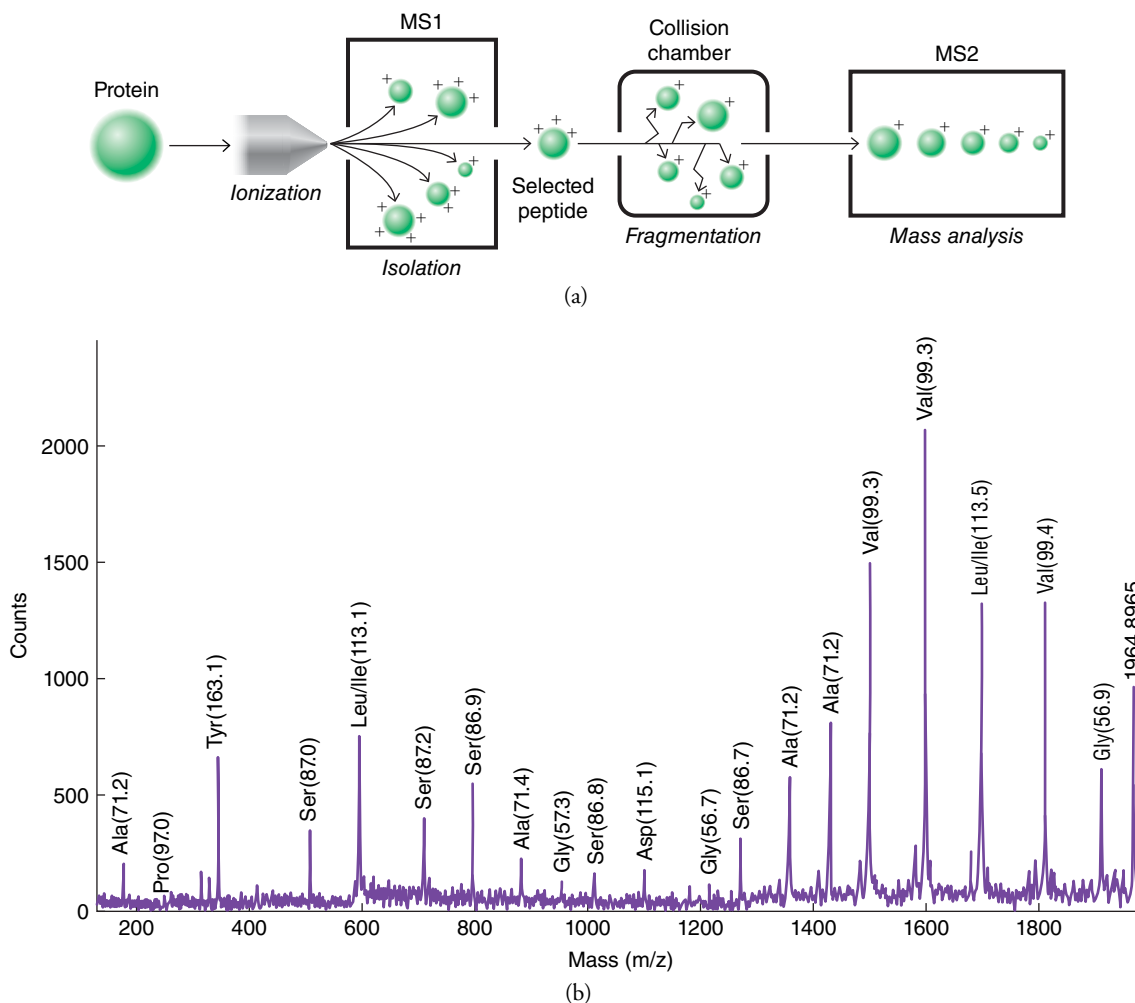 MS1
Collision
chamber
MS2
Protein
Ionization
Selected
peptide
Isolation
Fragmentation
Mass analysis
(a)
Counts
2000
1500
1000
500
0
Ala(71.2)
Pro(97.0)
Tyr(163.1)
Ser(87.0)
Leu/Ile(113.1)
Ser(87.2)
Ser(86.9)
Ala(71.4)
Gly(57.3)
Ser(86.8)
Asp(115.1)
Gly(56.7)
Ser(86.7)
Ala(71.2)
Ala(71.2)
Val(99.3)
Val(99.3)
Leu/Ile(113.5)
Val(99.4)
Gly(56.9)
1964.8965
200 400 600 800 1000 1200 1400 1600 1800
Mass (m/z)
(b)